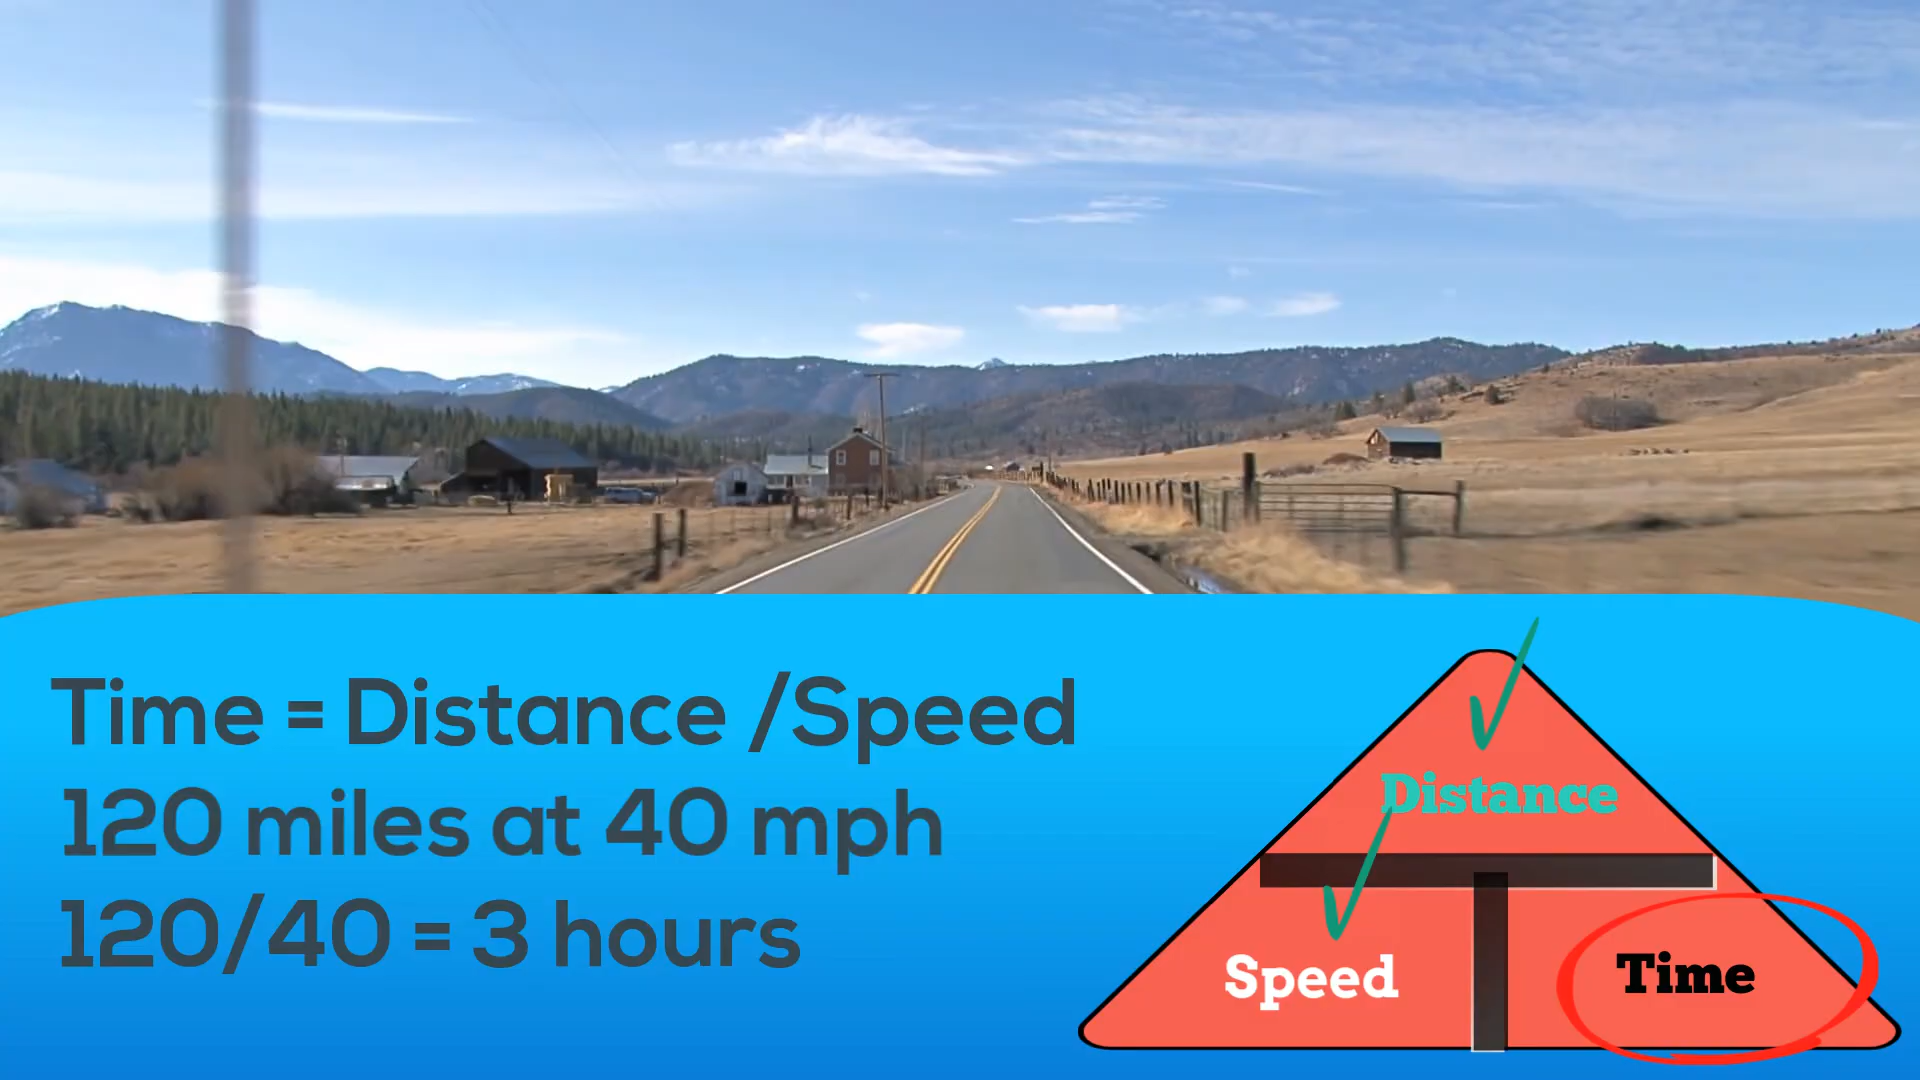 Time = Distance /Speed
120 miles at 40 mph
120/40 = 3 hours
Distance
Speed
Time